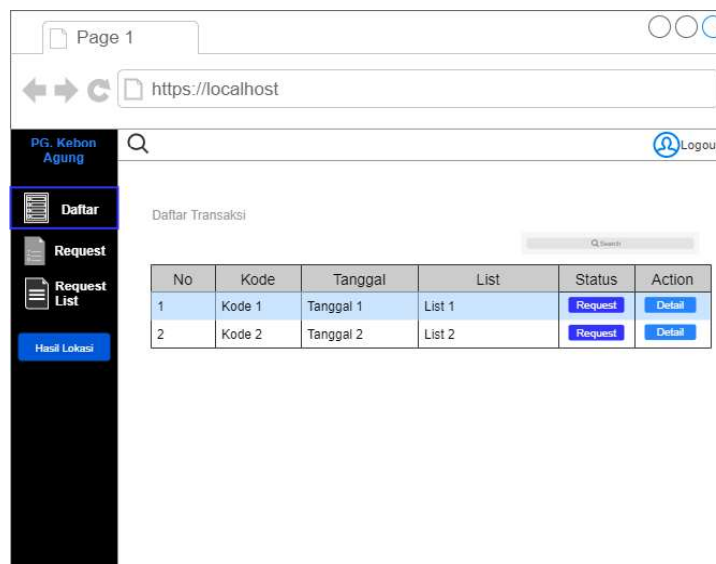 Page 1
https://localhost
PG. Kebon
Agung
Logou
Daftar
Request
Request
List
Hasil Lokasi
Daftar Transaksi
Search
No Kode Tanggal List Status Action
1 Kode 1 Tanggal 1 List 1 Request Detail
2 Kode 2 Tanggal 2 List 2 Request Detail